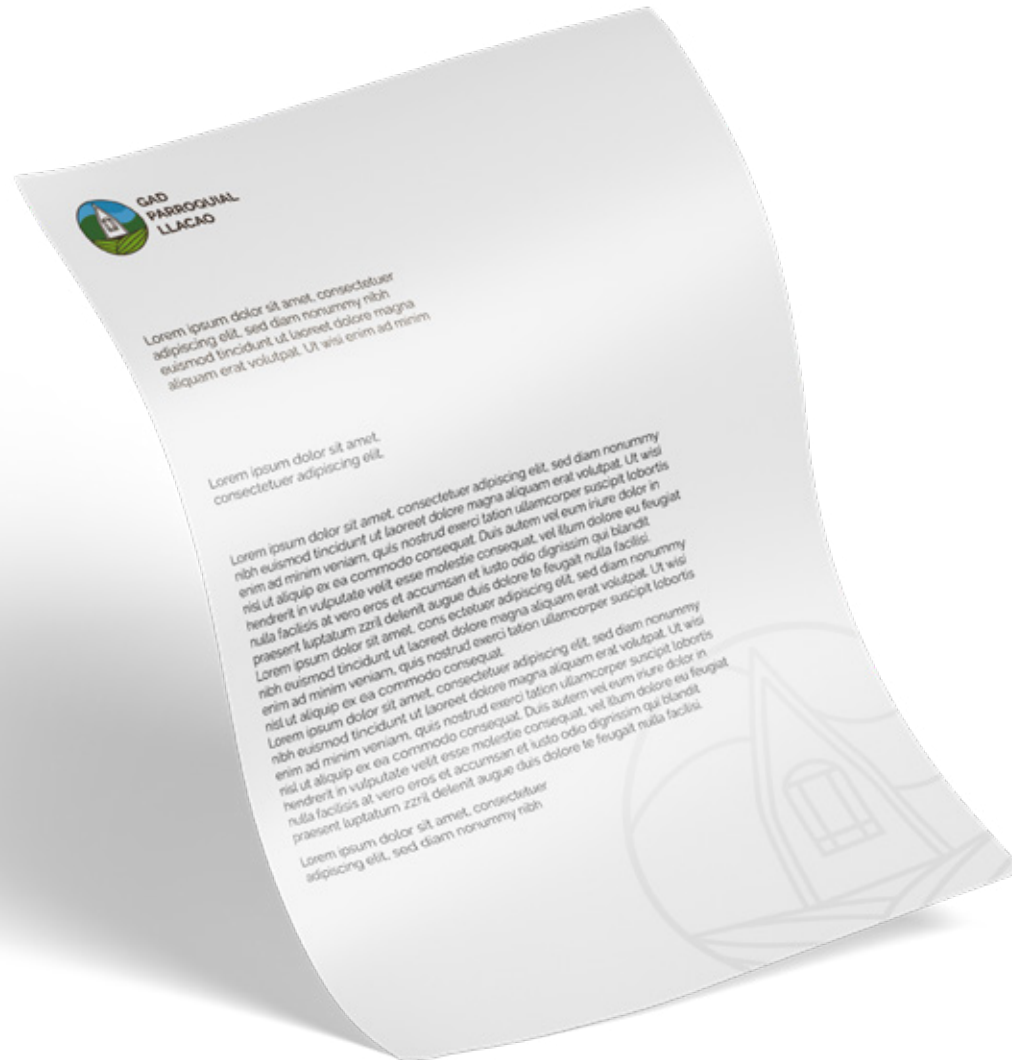 GAD
PARROQUIAL
LLACAO
Lorem ipsum dolor sit amet, consectetuer
adipiscing elit, sed diam nonummy nibh
euismod tincidunt ut laoreet dolore magna
aliquam erat volutpat. Ut wisi enim ad minim
Lorem ipsum dolor sit amet,
consectetuer adipiscing elit,
Lorem ipsum dolor sit amet, consectetuer adipiscing elit, sed diam nonummy
nibh euismod tincidunt ut laoreet dolore magna aliquam erat volutpat. Ut wisi
enim ad minim veniam, quis nostrud exerci tation ullamcorper suscipit lobortis
nisl ut aliquip ex ea commodo consequat. Duis autem vel eum iriure dolor in
hendrerit in vulputate velit esse molestie consequat, vel illum dolore eu feugiat
nulla facilisis at vero eros et accumsan et iusto odio dignissim qui blandit
praesent luptatum zzril delenit augue duis dolore te feugait nulla facilisi.
Lorem ipsum dolor sit amet, cons ectetuer adipiscing elit, sed diam nonummy
nibh euismod tincidunt ut laoreet dolore magna aliquam erat volutpat. Ut wisi
enim ad minim veniam, quis nostrud exerci tation ullamcorper suscipit lobortis
nisl ut aliquip ex ea commodo consequat.
Lorem ipsum dolor sit amet, consectetuer adipiscing elit, sed diam nonummy
nibh euismod tincidunt ut laoreet dolore magna aliquam erat volutpat. Ut wisi
enim ad minim veniam, quis nostrud exerci tation ullamcorper suscipit lobortis
nisl ut aliquip ex ea commodo consequat. Duis autem vel eum iriure dolor in
hendrerit in vulputate velit esse molestie consequat, vel illum dolore eu feugiat
nulla facilisis at vero eros et accumsan et iusto odio dignissim qui blandit
praesent luptatum zzril delenit augue duis dolore te feugait nulla facilisi.
Lorem ipsum dolor sit amet, consectetuer
adipiscing elit, sed diam nonummy nibh